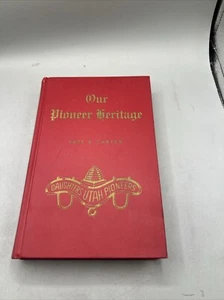 Our
Pioneer Heritage
KATE B. CARTER
DAUGHTERS
UTAH PIONEERS